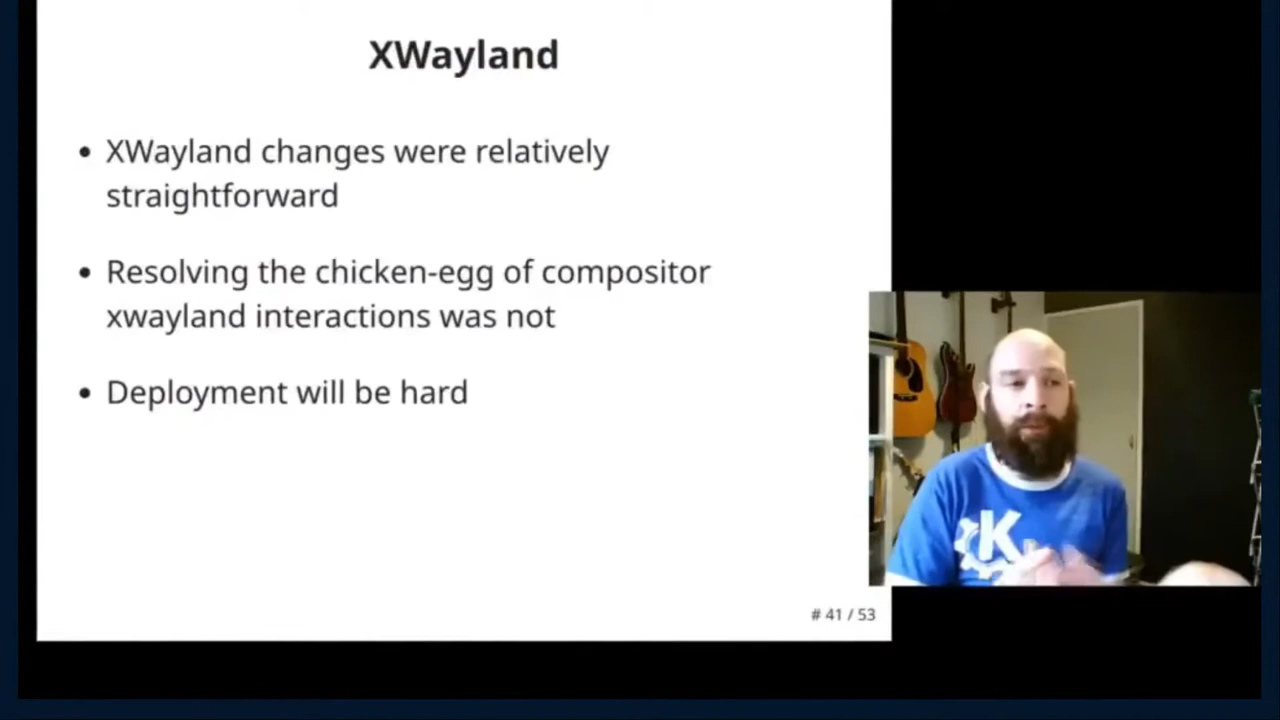 XWayland
• XWayland changes were relatively
straightforward
• Resolving the chicken-egg of compositor
xwayland interactions was not
• Deployment will be hard
# 41 / 53
K